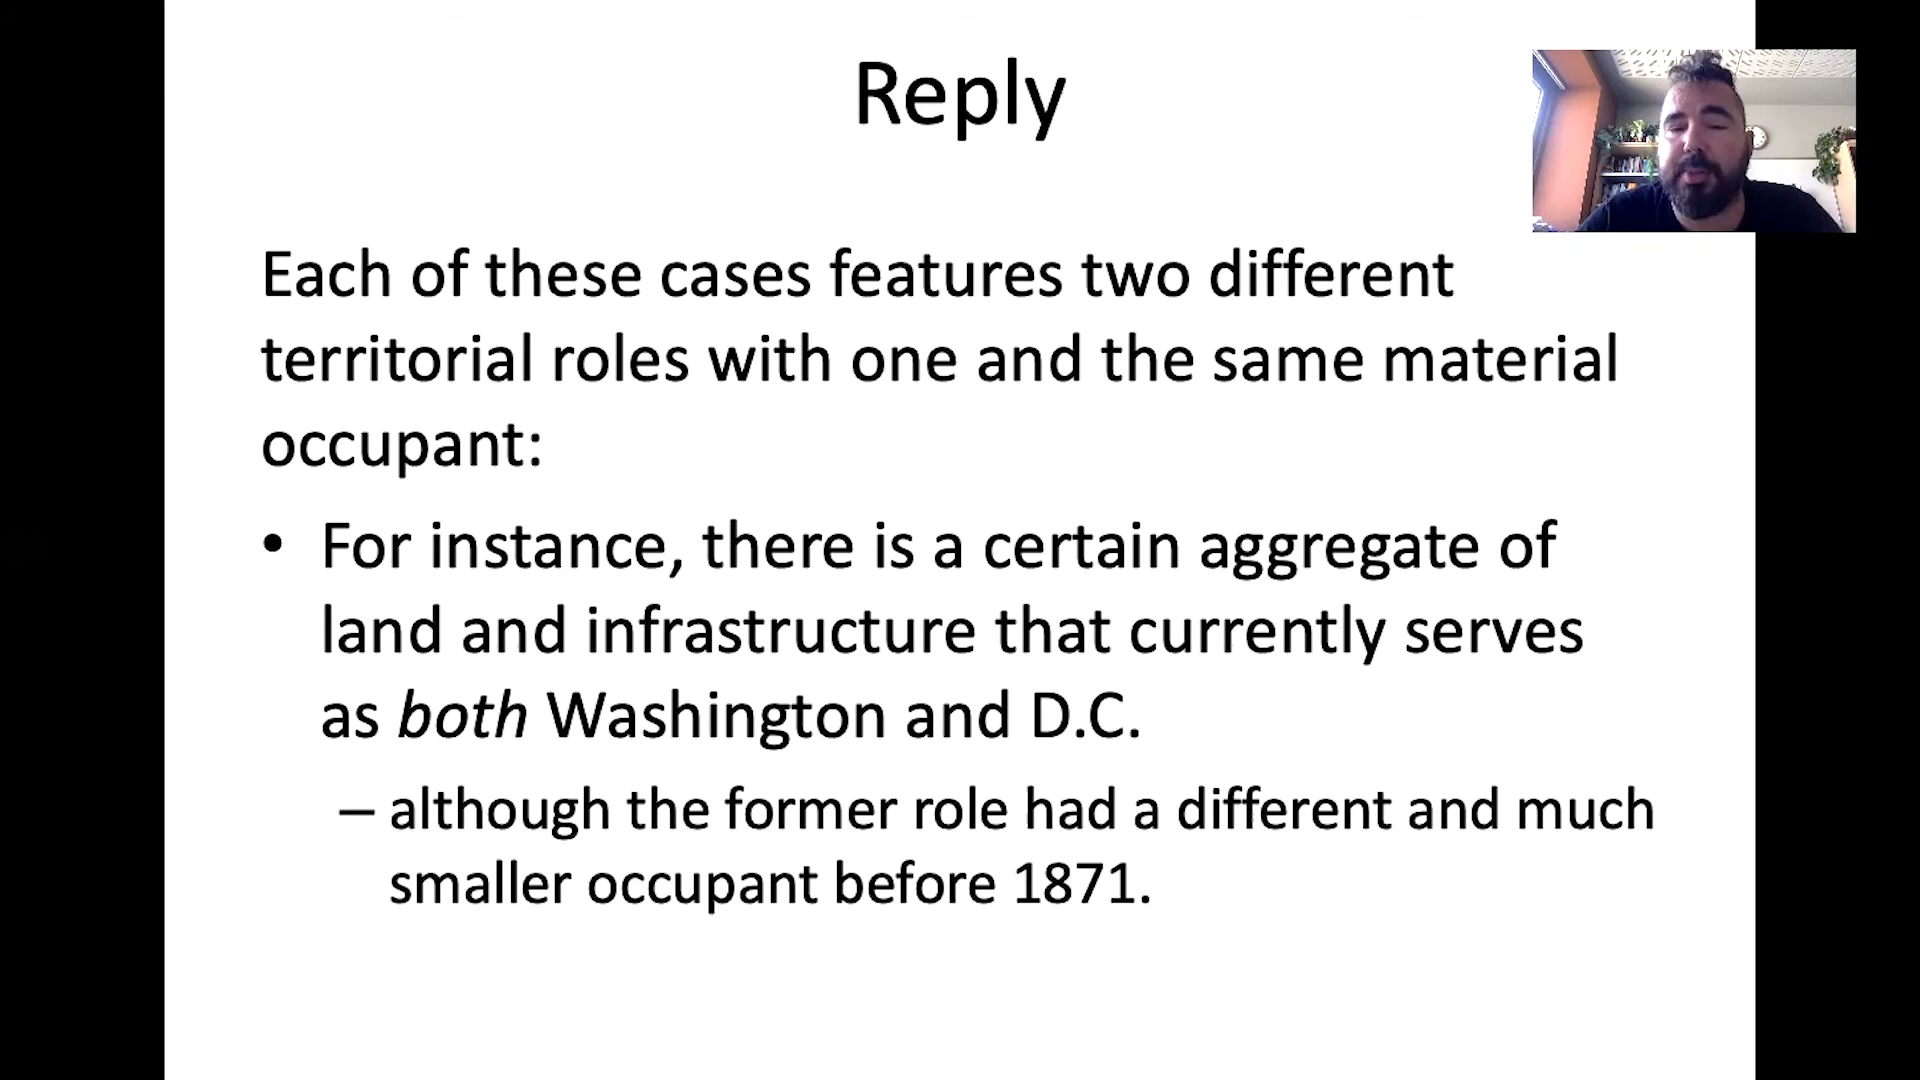 Reply
Each of these cases features two different
territorial roles with one and the same material
occupant:
• For instance, there is a certain aggregate of
land and infrastructure that currently serves
as both Washington and D.C.
– although the former role had a different and much
smaller occupant before 1871.